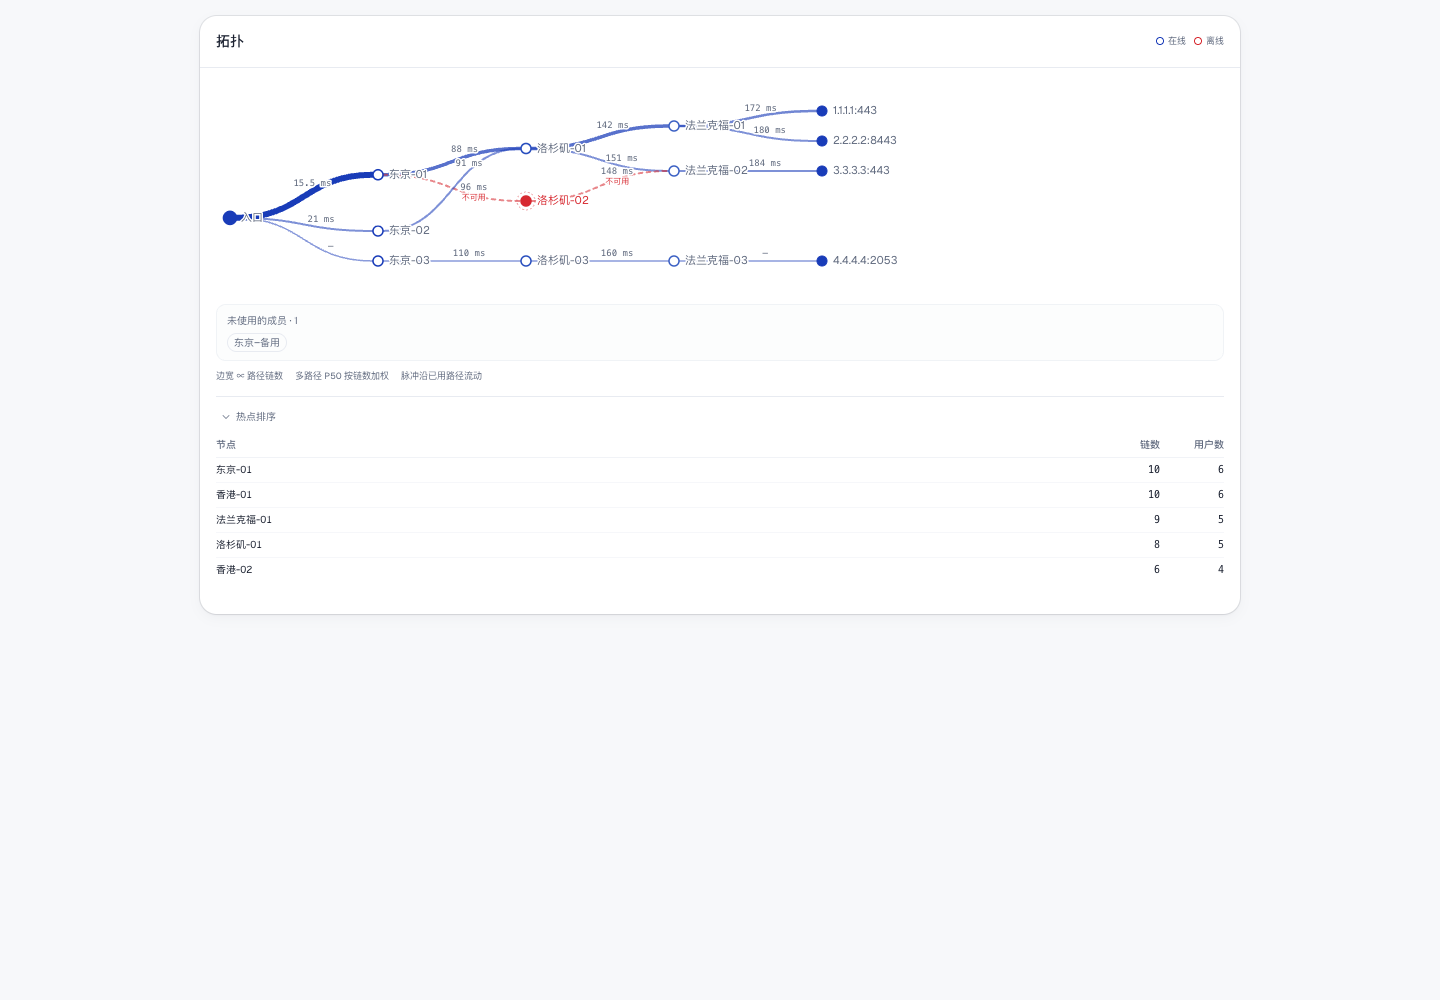 拓扑
在线 离线
172 ms
1.1.1.1:443
142 ms
法兰克福-01
180 ms
2.2.2.2:8443
88 ms
洛杉矶-01
91 ms
151 ms
184 ms
148 ms
不可用
法兰克福-02
3.3.3.3:443
15.5 ms
东京-01
96 ms
不可用
洛杉矶-02
入口
21 ms
东京-02
–
东京-03
110 ms
洛杉矶-03
160 ms
法兰克福-03
–
4.4.4.4:2053
未使用的成员 · 1
东京-备用
边宽 ∝ 路径链数 多路径 P50 按链数加权 脉冲沿已用路径流动
热点排序
节点 链数 用户数
东京-01 10 6
香港-01 10 6
法兰克福-01 9 5
洛杉矶-01 8 5
香港-02 6 4